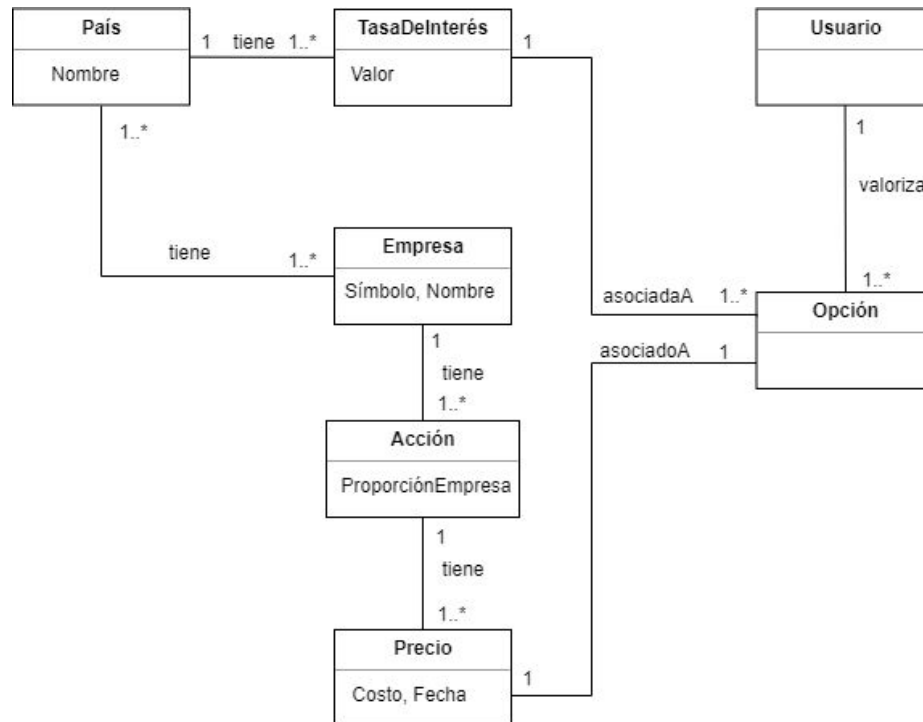 País
Nombre
1 tiene 1..*
TasaDeInterés
Valor
1
Usuario
1
valoriza
1..*
1..*
tiene 1..*
Empresa
Símbolo, Nombre
1
tiene
1..*
asociadaA 1..*
asociadoA 1
Opción
Acción
ProporciónEmpresa
1
tiene
1..*
Precio
Costo, Fecha
1